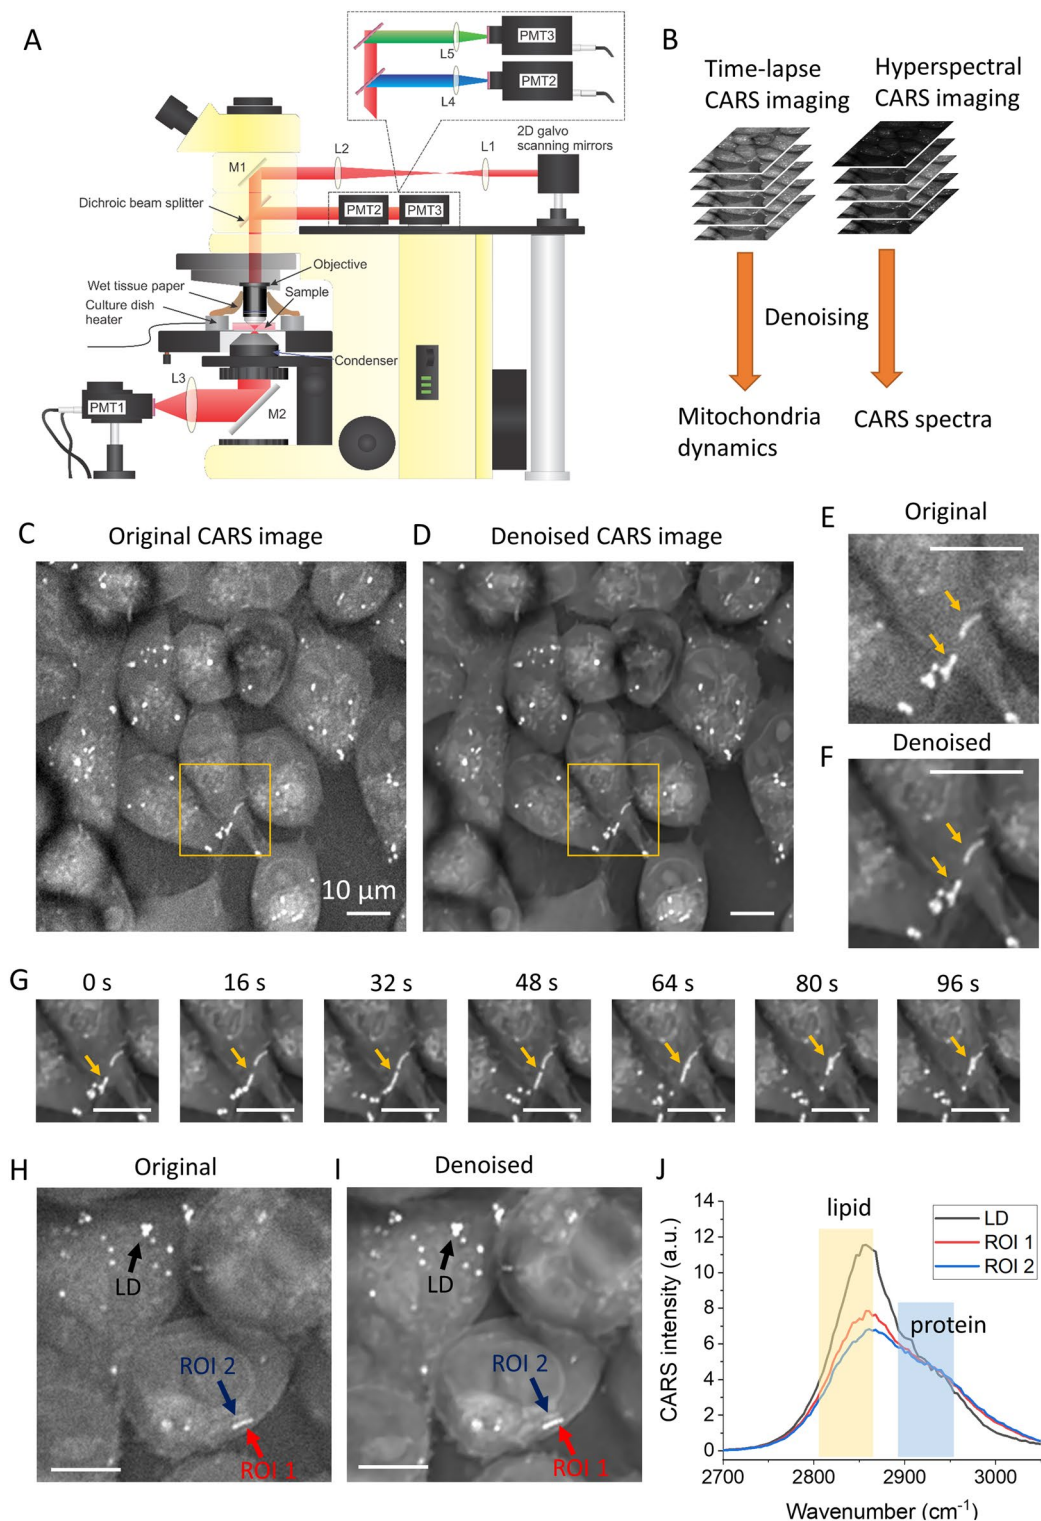 A
PMT3
L5
PMT2
L4
2D galvo
scanning mirrors
M1
L2
L1
Dichroic beam splitter
PMT2
PMT3
Objective
Wet tissue paper
Sample
Culture dish
heater
Condenser
L3
PMT1
M2
B
Time-lapse
CARS imaging
Hyperspectral
CARS imaging
Denoising
Mitochondria
dynamics
CARS spectra
C
Original CARS image
10 μm
D
Denoised CARS image
E
Original
F
Denoised
G
0 s
16 s
32 s
48 s
64 s
80 s
96 s
H
Original
LD
ROI 2
ROI 1
I
Denoised
LD
ROI 2
ROI 1
J
lipid
protein
LD
ROI 1
ROI 2
CARS intensity (a.u.)
14
12
10
8
6
4
2
0
2700
2800
2900
3000
Wavenumber (cm⁻¹)